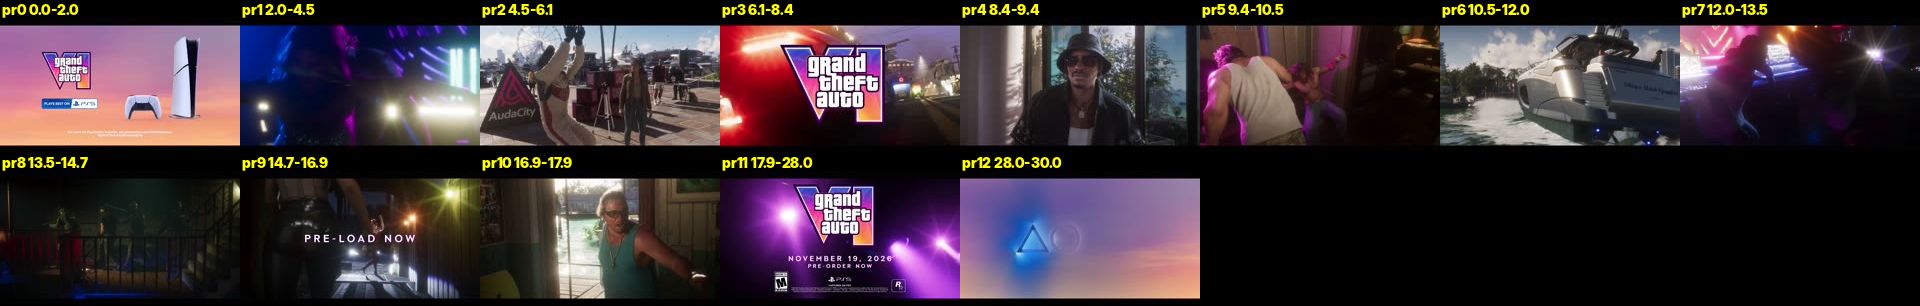 pr0 0.0-2.0
pr1 2.0-4.5
pr2 4.5-6.1
pr3 6.1-8.4
pr4 8.4-9.4
pr5 9.4-10.5
pr6 10.5-12.0
pr7 12.0-13.5
grand
theft
auto
VI
PLAYS BEST ON PS5
AudaCity
grand
theft
auto
VI
pr8 13.5-14.7
pr9 14.7-16.9
pr10 16.9-17.9
pr11 17.9-28.0
pr12 28.0-30.0
PRE-LOAD NOW
grand
theft
auto
VI
NOVEMBER 19, 2026
PRE-ORDER NOW
PS5
M
R